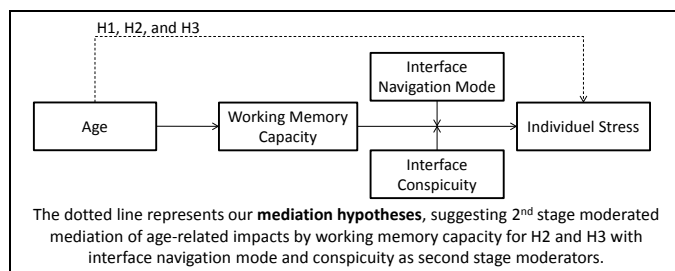 H1, H2, and H3
Interface
Navigation Mode
Age
Working Memory
Capacity
Individuel Stress
Interface
Conspicuity
The dotted line represents our mediation hypotheses, suggesting 2nd stage moderated
mediation of age-related impacts by working memory capacity for H2 and H3 with
interface navigation mode and conspicuity as second stage moderators.